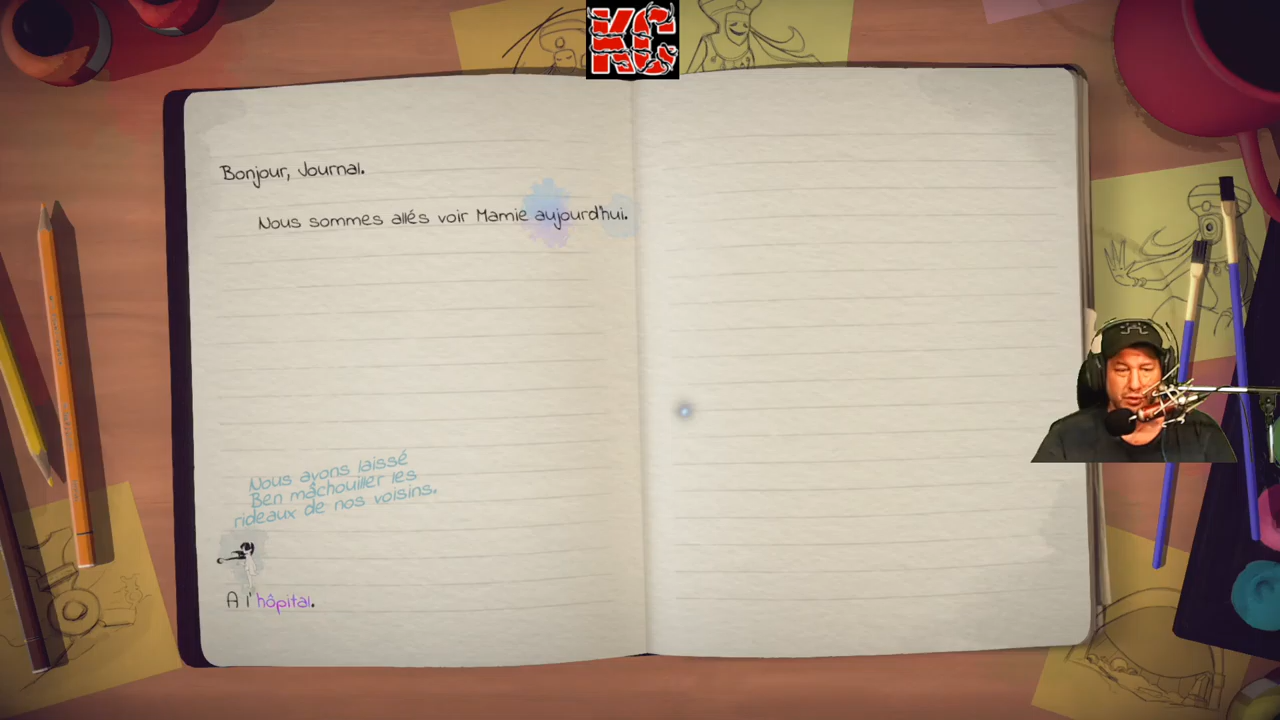 KC
Bonjour, Journal.
Nous sommes allés voir Mamie aujourd'hui.
Nous avons laissé
Ben mâchouiller les
rideaux de nos voisins.
A l'hôpital.